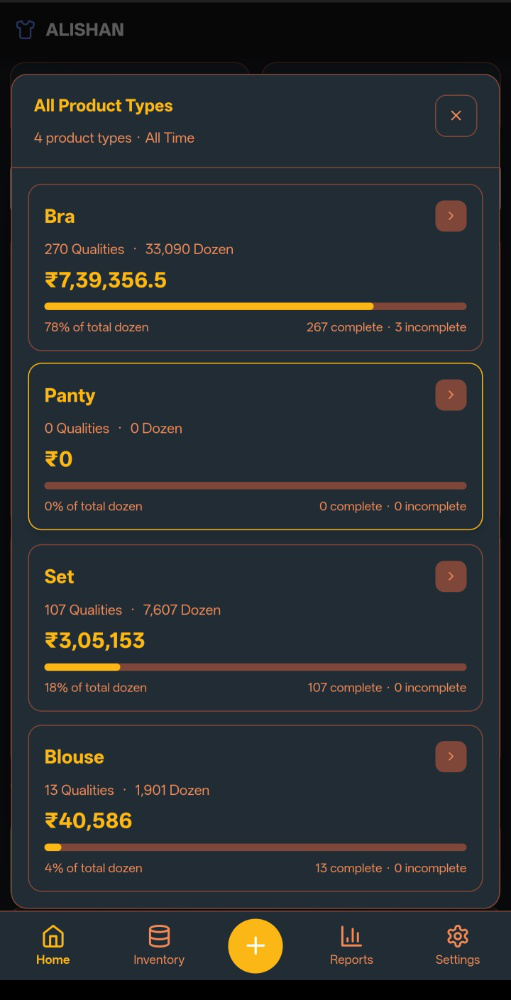 ALISHAN
All Product Types
4 product types · All Time
Bra
270 Qualities · 33,090 Dozen
₹7,39,356.5
78% of total dozen 267 complete · 3 incomplete
Panty
0 Qualities · 0 Dozen
₹0
0% of total dozen 0 complete · 0 incomplete
Set
107 Qualities · 7,607 Dozen
₹3,05,153
18% of total dozen 107 complete · 0 incomplete
Blouse
13 Qualities · 1,901 Dozen
₹40,586
4% of total dozen 13 complete · 0 incomplete
Home Inventory Reports Settings